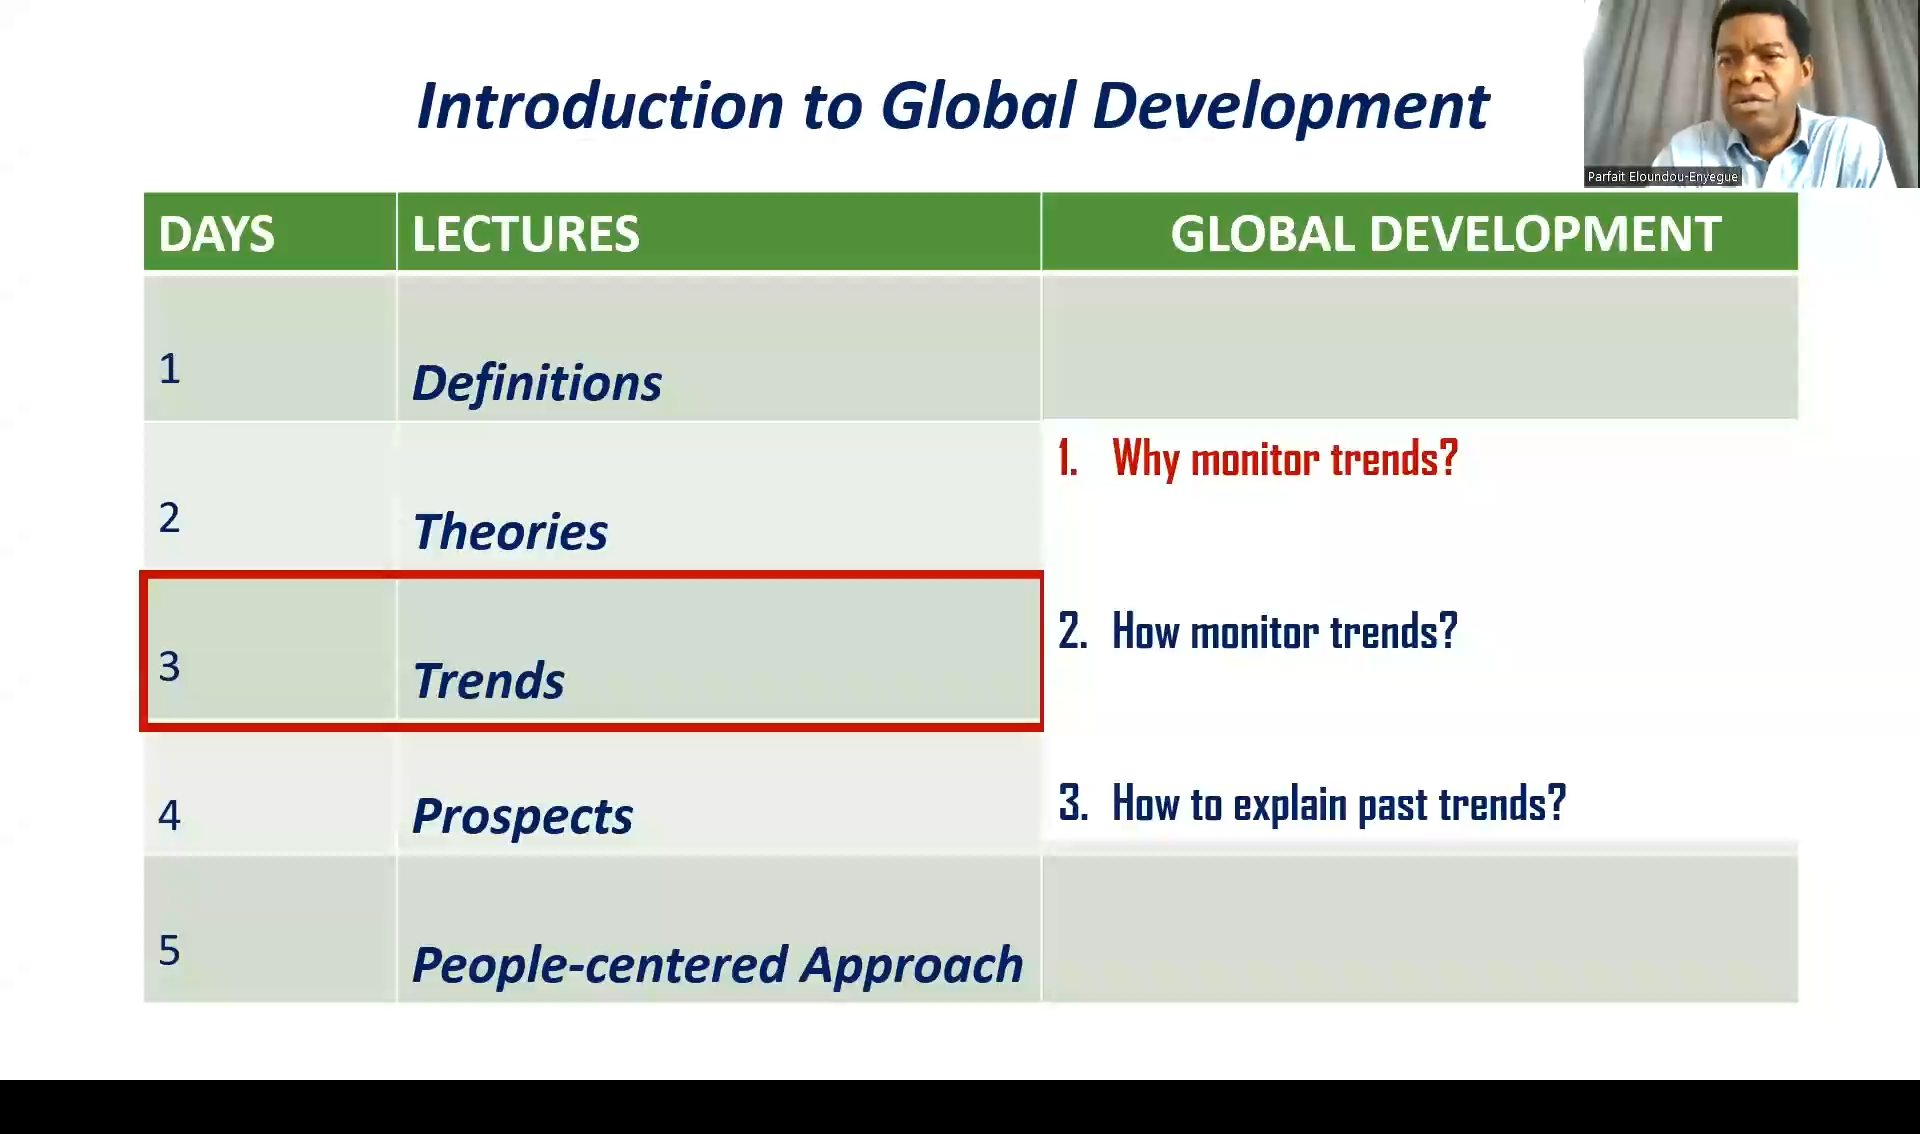 Introduction to Global Development
Parfait Eloundou-Enyegue
DAYS LECTURES GLOBAL DEVELOPMENT
1 Definitions
2 Theories
3 Trends
4 Prospects
5 People-centered Approach
1. Why monitor trends?
2. How monitor trends?
3. How to explain past trends?